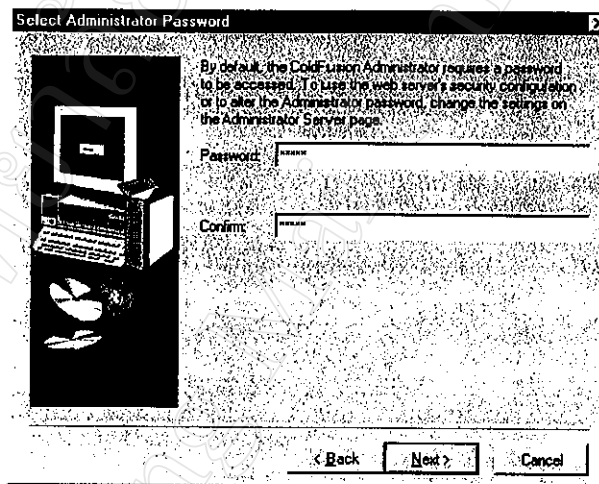 Select Administrator Password
By default, the ColdFusion Administrator requires a password
to be accessed. To use the web server's security configuration
or to alter the Administrator password, change the settings on
the Administrator Server page.
Password: *****
Confirm: *****
< Back Next > Cancel